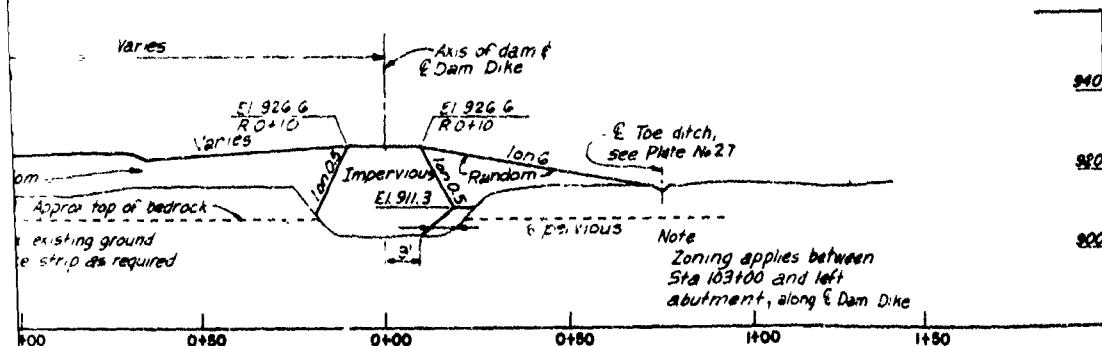 Varies
Axis of dam &
℄ Dam Dike
940
El 926 6
R 0+10
El 926 6
R 0+10
Varies
℄ Toe ditch,
see Plate No 27
1 on 6
Random
920
1 on 0.5
Impervious
1 on 0.5
om
El. 911.3
Approx top of bedrock
pervious
existing ground
strip as required
Note
Zoning applies between
Sta 103+00 and left
abutment, along ℄ Dam Dike
900
+00
0+50
0+00
0+50
1+00
1+50